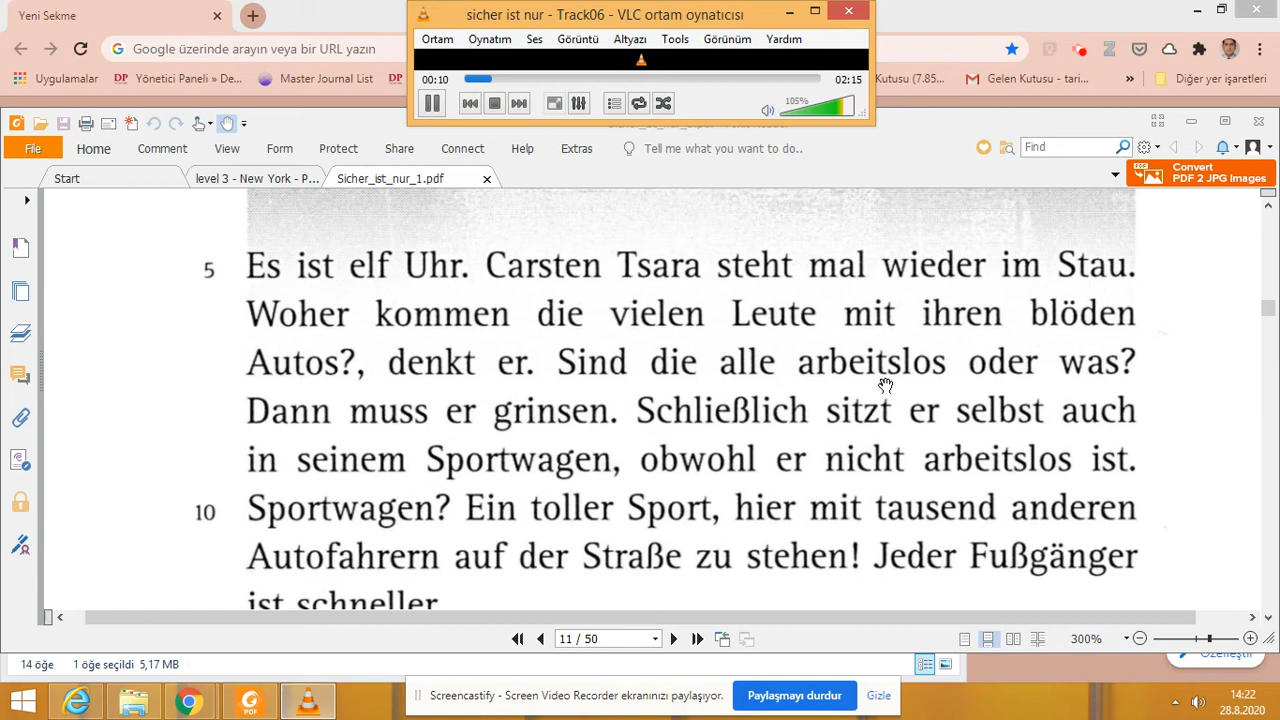 Yeni Sekme
sicher ist nur - Track06 - VLC ortam oynatıcısı
Google üzerinde arayın veya bir URL yazın
Ortam Oynatım Ses Görüntü Altyazı Tools Görünüm Yardım
00:10 02:15
105%
Uygulamalar Yönetici Paneli » De... Master Journal List Kutusu (7.85... Gelen Kutusu - tari... » Diğer yer işaretleri
File Home Comment View Form Protect Share Connect Help Extras Tell me what you want to do.. Find
Convert
PDF 2 JPG Images
Start level 3 - New York - P... Sicher_ist_nur_1.pdf
5 Es ist elf Uhr. Carsten Tsara steht mal wieder im Stau.
Woher kommen die vielen Leute mit ihren blöden
Autos?, denkt er. Sind die alle arbeitslos oder was?
Dann muss er grinsen. Schließlich sitzt er selbst auch
in seinem Sportwagen, obwohl er nicht arbeitslos ist.
10 Sportwagen? Ein toller Sport, hier mit tausend anderen
Autofahrern auf der Straße zu stehen! Jeder Fußgänger
ist schneller.
11 / 50 300%
14 öğe 1 öğe seçildi 5,17 MB
Özelleştir
Screencastify - Screen Video Recorder ekranınızı paylaşıyor. Paylaşmayı durdur Gizle
14:22
28.8.2020